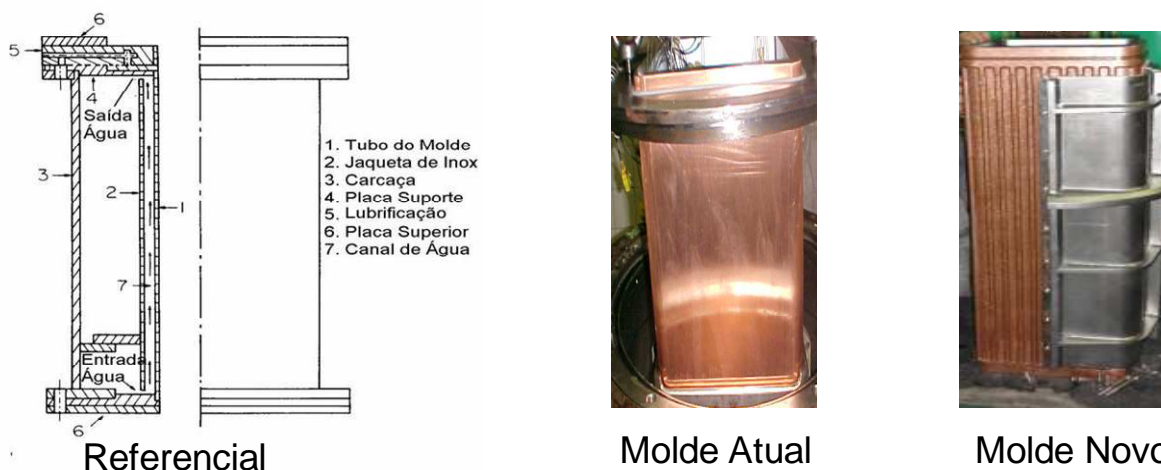 6
5
4
Saída
Água
3
2
1
1. Tubo do Molde
2. Jaqueta de Inox
3. Carcaça
4. Placa Suporte
5. Lubrificação
6. Placa Superior
7. Canal de Água
7
Entrada
Água
6
Referencial
Molde Atual
Molde Novo